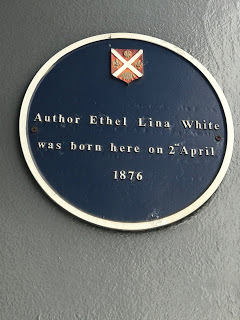 Author Ethel Lina White
was born here on 2nd April
1876